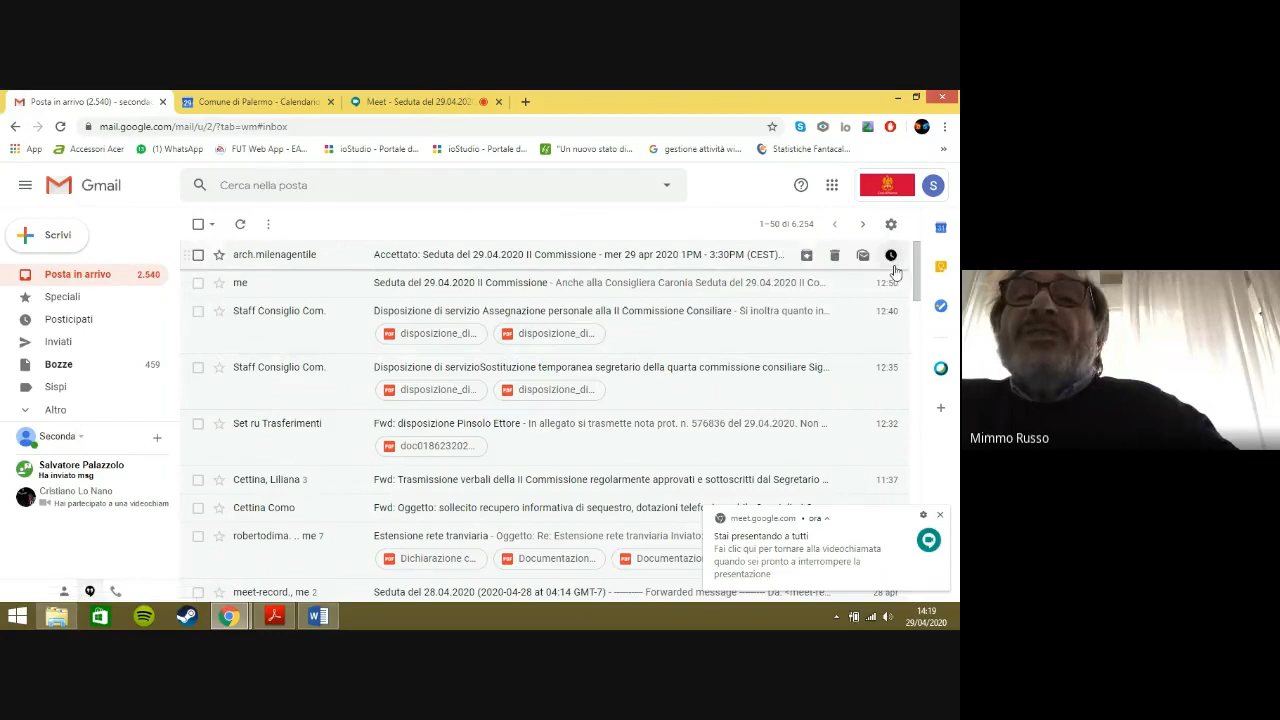 Posta in arrivo (2.540) - seconda
Comune di Palermo - Calendario
Meet - Seduta del 29.04.202
mail.google.com/mail/u/2/?tab=wm#inbox
App
Accessori Acer
(1) WhatsApp
FUT Web App - EA...
ioStudio - Portale d...
ioStudio - Portale d...
"Un nuovo stato di...
gestione attività wi...
Statistiche Fantacal...
»
Gmail
Cerca nella posta
S
Scrivi
1–50 di 6.254
Posta in arrivo 2.540
Speciali
Posticipati
Inviati
Bozze 459
Sispi
Altro
Seconda
Salvatore Palazzolo
Ha inviato msg
Cristiano Lo Nano
Hai partecipato a una videochiam
arch.milenagentile Accettato: Seduta del 29.04.2020 II Commissione - mer 29 apr 2020 1PM - 3:30PM (CEST)...
me Seduta del 29.04.2020 II Commissione - Anche alla Consigliera Caronia Seduta del 29.04.2020 II Co... 12:50
Staff Consiglio Com. Disposizione di servizio Assegnazione personale alla II Commissione Consiliare - Si inoltra quanto in... 12:40
PDF disposizione_di... PDF disposizione_di...
Staff Consiglio Com. Disposizione di servizioSostituzione temporanea segretario della quarta commissione consiliare Sig... 12:35
PDF disposizione_di... PDF disposizione_di...
Set ru Trasferimenti Fwd: disposizione Pinsolo Ettore - In allegato si trasmette nota prot. n. 576836 del 29.04.2020. Non ... 12:32
PDF doc018623202...
Cettina, Liliana 3 Fwd: Trasmissione verbali della II Commissione regolarmente approvati e sottoscritti dal Segretario ... 11:37
Cettina Como Fwd: Oggetto: sollecito recupero informativa di sequestro, dotazioni telefo
robertodima. .. me 7 Estensione rete tranviaria - Oggetto: Re: Estensione rete tranviaria Inviato:
PDF Dichiarazione c... PDF Documentazion... PDF Documentazio
meet-record., me 2 Seduta del 28.04.2020 (2020-04-28 at 04:14 GMT-7) - ---------- Forwarded message --------- Da: <meet-re... 28 apr
meet.google.com • ora
Stai presentando a tutti
Fai clic qui per tornare alla videochiamata
quando sei pronto a interrompere la
presentazione
14:19
29/04/2020
Mimmo Russo